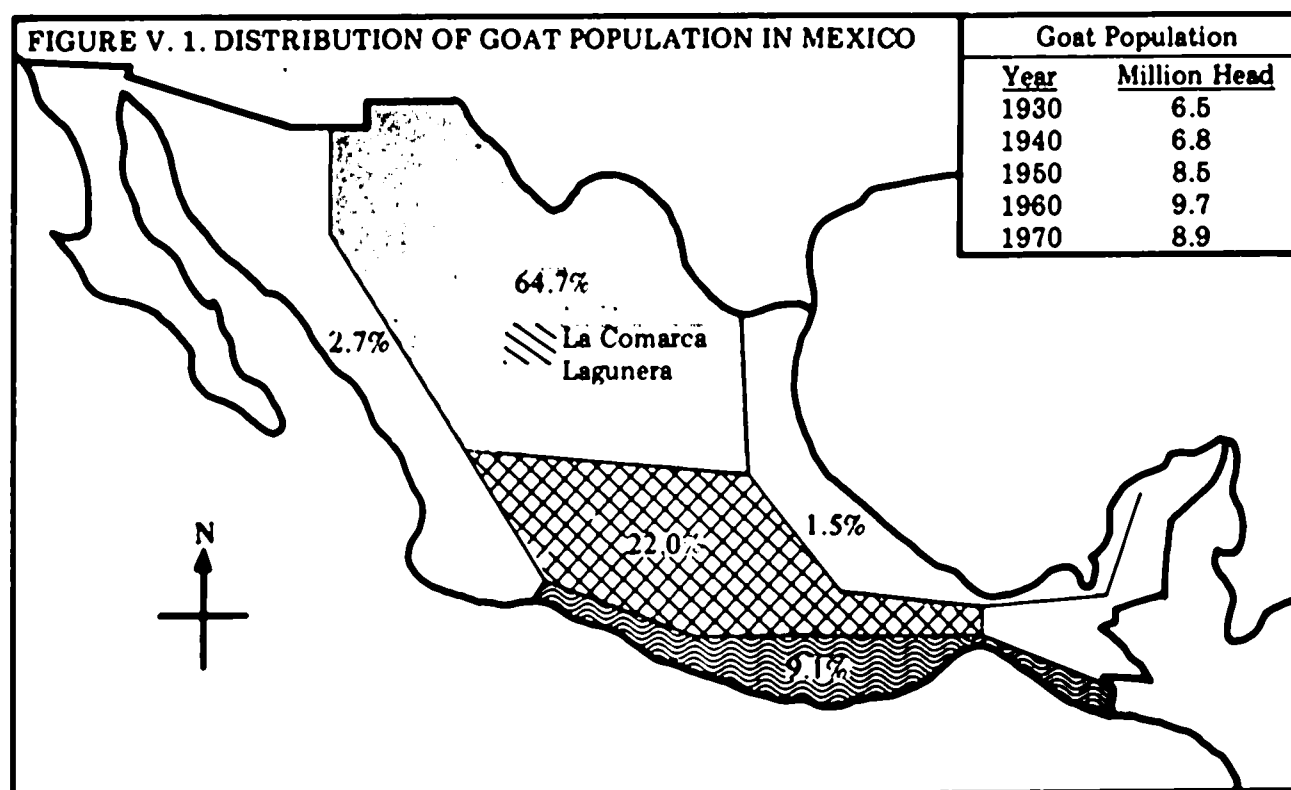 FIGURE V. 1. DISTRIBUTION OF GOAT POPULATION IN MEXICO
Goat Population
Year Million Head
1930 6.5
1940 6.8
1950 8.5
1960 9.7
1970 8.9
64.7%
2.7%
La Comarca
Lagunera
1.5%
22.0%
N
9.1%